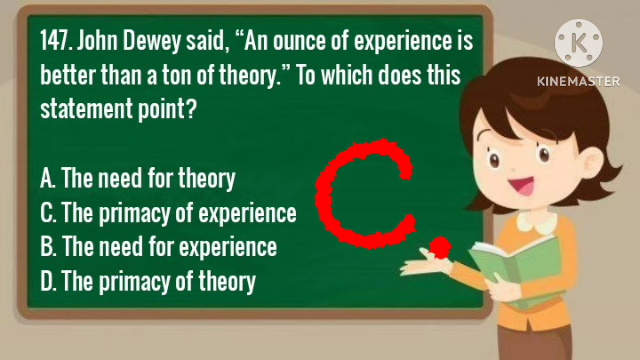 147. John Dewey said, “An ounce of experience is
better than a ton of theory.” To which does this
statement point?
A. The need for theory
C. The primacy of experience
B. The need for experience
D. The primacy of theory
C
K
KINEMASTER